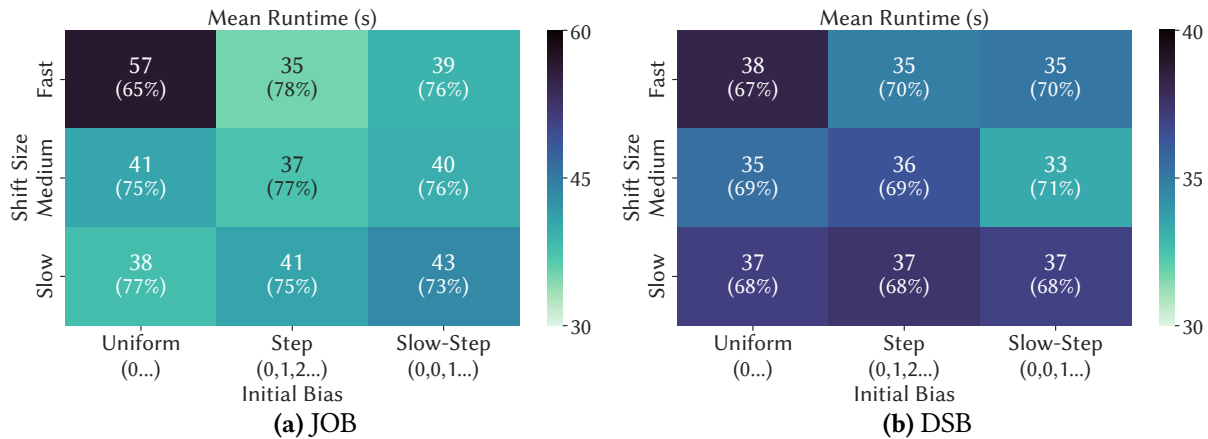 Mean Runtime (s)
Shift Size
Fast
Medium
Slow
57
(65%)
35
(78%)
39
(76%)
41
(75%)
37
(77%)
40
(76%)
38
(77%)
41
(75%)
43
(73%)
60
45
30
Uniform
(0...)
Step
(0,1,2...)
Slow-Step
(0,0,1...)
Initial Bias
(a) JOB
Mean Runtime (s)
Shift Size
Fast
Medium
Slow
38
(67%)
35
(70%)
35
(70%)
35
(69%)
36
(69%)
33
(71%)
37
(68%)
37
(68%)
37
(68%)
40
35
30
Uniform
(0...)
Step
(0,1,2...)
Slow-Step
(0,0,1...)
Initial Bias
(b) DSB